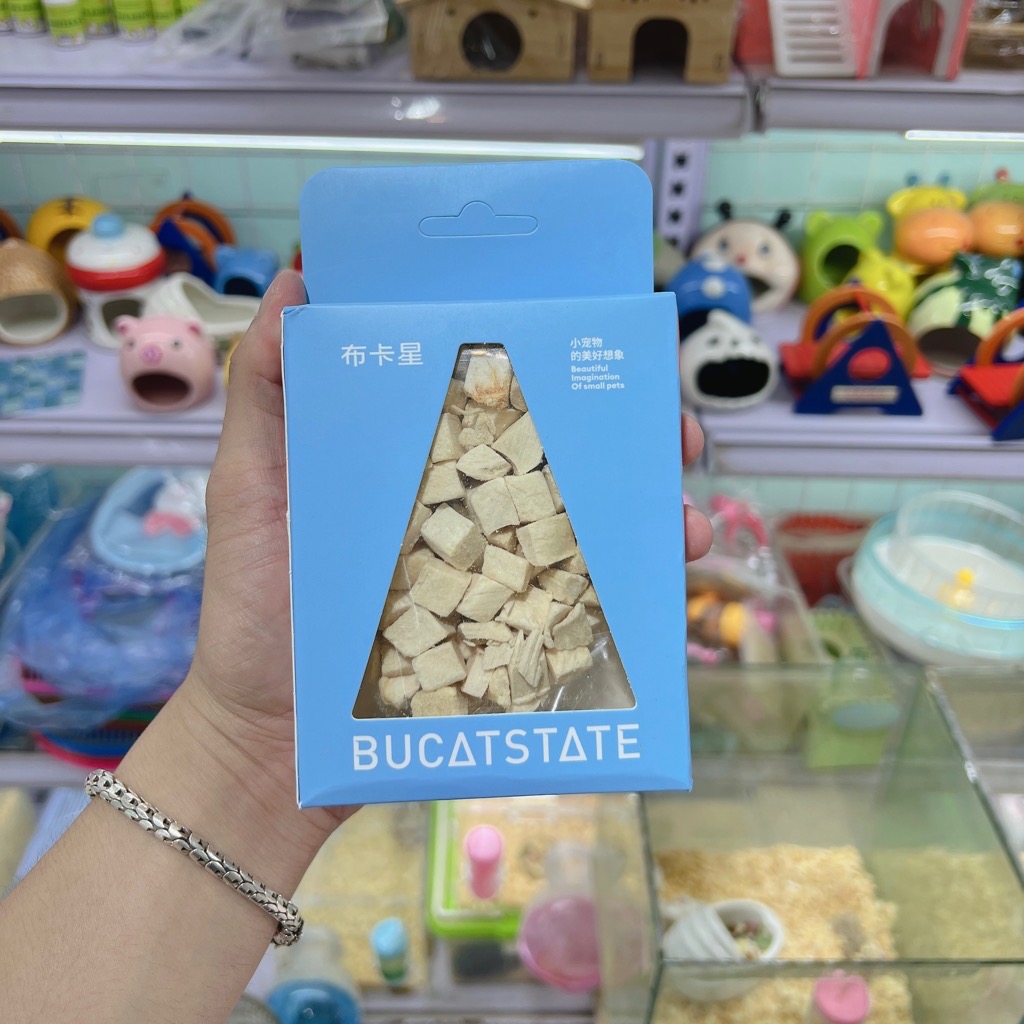 布卡星
小宠物
的美好想象
Beautiful
Imagination
Of small pets
BUCATSTATE